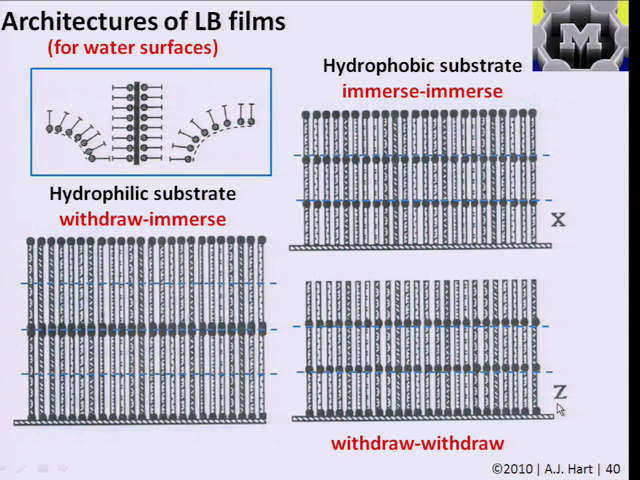 Architectures of LB films
(for water surfaces)
Hydrophobic substrate
immerse-immerse
Hydrophilic substrate
withdraw-immerse
X
Z
withdraw-withdraw
©2010 | A.J. Hart | 40
M